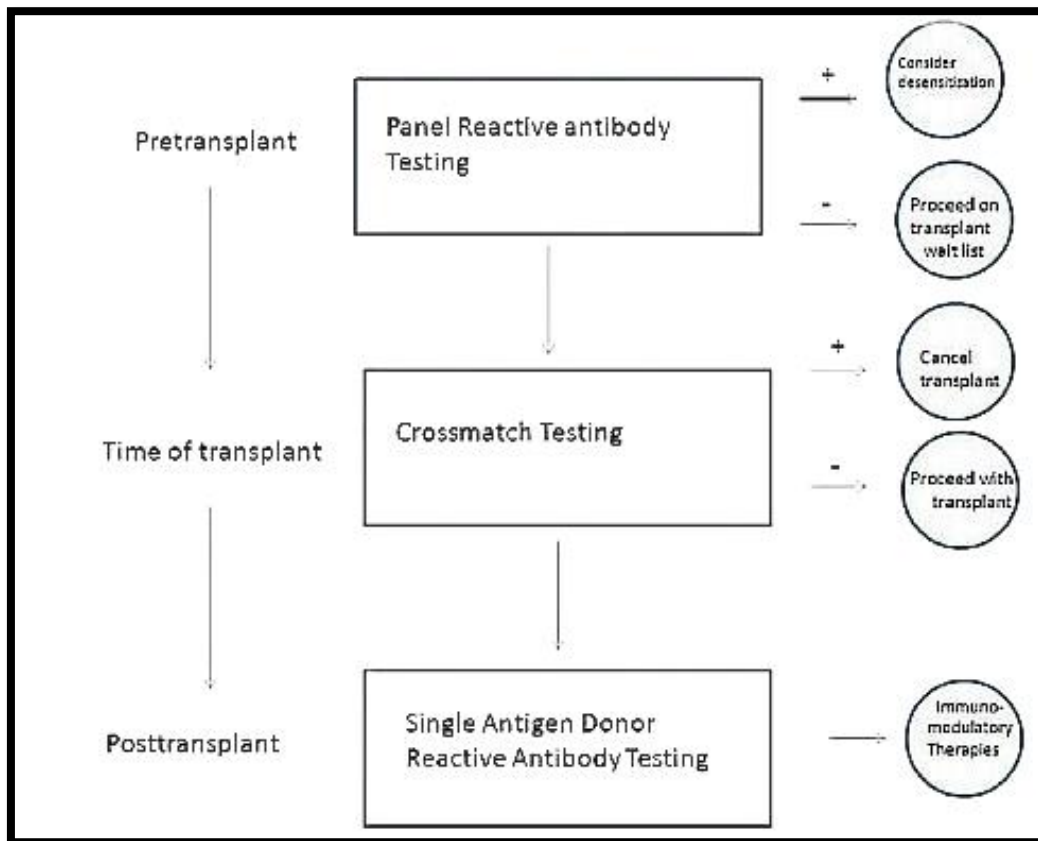 Pretransplant
Panel Reactive antibody
Testing
+
Consider
desensitization
-
Proceed on
transplant
wait list
Time of transplant
Crossmatch Testing
+
Cancel
transplant
-
Proceed with
transplant
Posttransplant
Single Antigen Donor
Reactive Antibody Testing
Immuno-
modulatory
Therapies